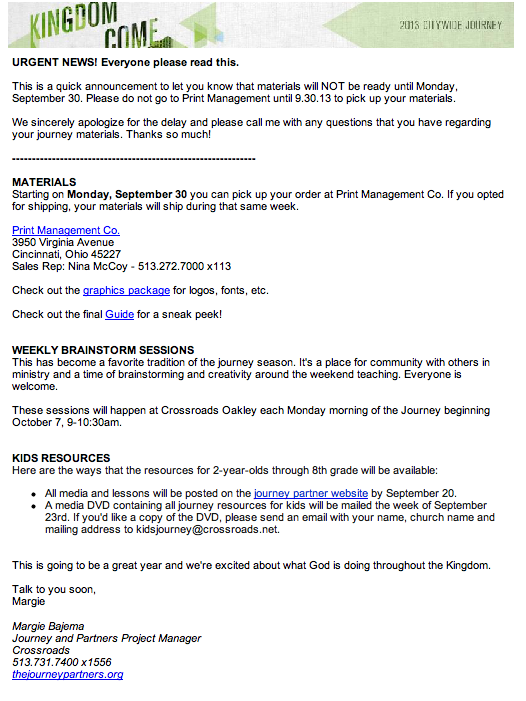 KINGDOM
COME
2013 CITYWIDE JOURNEY
URGENT NEWS! Everyone please read this.
This is a quick announcement to let you know that materials will NOT be ready until Monday,
September 30. Please do not go to Print Management until 9.30.13 to pick up your materials.
We sincerely apologize for the delay and please call me with any questions that you have regarding
your journey materials. Thanks so much!
-------------------------------------------------------------
MATERIALS
Starting on Monday, September 30 you can pick up your order at Print Management Co. If you opted
for shipping, your materials will ship during that same week.
Print Management Co.
3950 Virginia Avenue
Cincinnati, Ohio 45227
Sales Rep: Nina McCoy - 513.272.7000 x113
Check out the graphics package for logos, fonts, etc.
Check out the final Guide for a sneak peek!
WEEKLY BRAINSTORM SESSIONS
This has become a favorite tradition of the journey season. It's a place for community with others in
ministry and a time of brainstorming and creativity around the weekend teaching. Everyone is
welcome.
These sessions will happen at Crossroads Oakley each Monday morning of the Journey beginning
October 7, 9-10:30am.
KIDS RESOURCES
Here are the ways that the resources for 2-year-olds through 8th grade will be available:
• All media and lessons will be posted on the journey partner website by September 20.
• A media DVD containing all journey resources for kids will be mailed the week of September
23rd. If you'd like a copy of the DVD, please send an email with your name, church name and
mailing address to kidsjourney@crossroads.net.
This is going to be a great year and we're excited about what God is doing throughout the Kingdom.
Talk to you soon,
Margie
Margie Bajema
Journey and Partners Project Manager
Crossroads
513.731.7400 x1556
thejourneypartners.org